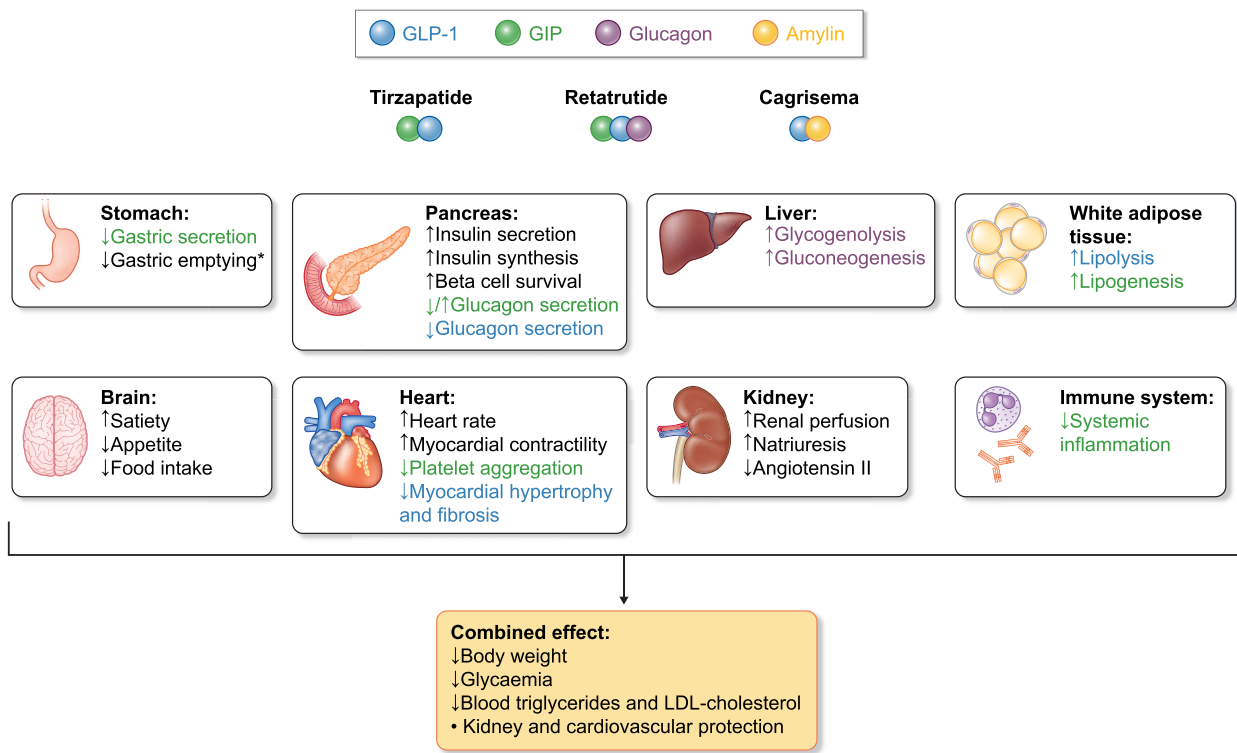 GLP-1 GIP Glucagon Amylin
Tirzapatide
Retatrutide
Cagrisema
Stomach:
↓Gastric secretion
↓Gastric emptying*
Pancreas:
↑Insulin secretion
↑Insulin synthesis
↑Beta cell survival
↓/↑Glucagon secretion
↓Glucagon secretion
Liver:
↑Glycogenolysis
↑Gluconeogenesis
White adipose
tissue:
↑Lipolysis
↑Lipogenesis
Brain:
↑Satiety
↓Appetite
↓Food intake
Heart:
↑Heart rate
↑Myocardial contractility
↓Platelet aggregation
↓Myocardial hypertrophy
and fibrosis
Kidney:
↑Renal perfusion
↑Natriuresis
↓Angiotensin II
Immune system:
↓Systemic
inflammation
Combined effect:
↓Body weight
↓Glycaemia
↓Blood triglycerides and LDL-cholesterol
• Kidney and cardiovascular protection